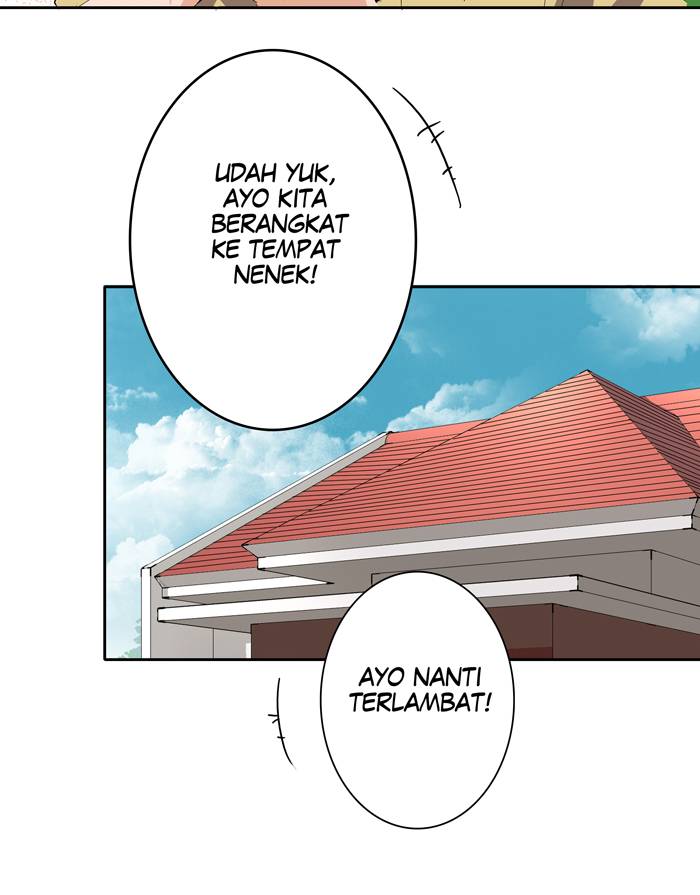 UDAH YUK,
AYO KITA
BERANGKAT
KE TEMPAT
NENEK!
AYO NANTI
TERLAMBAT!